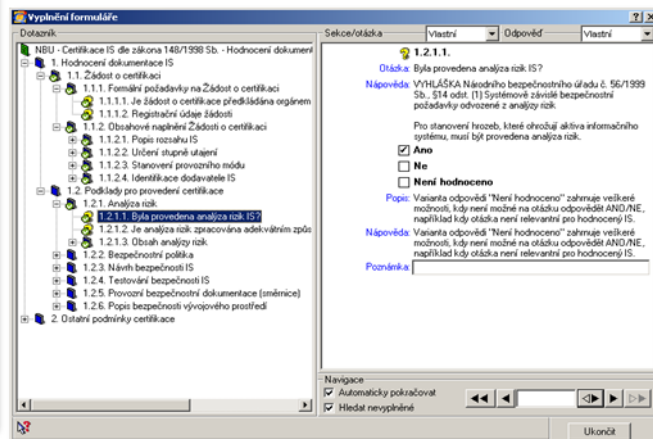 Vyplnění formuláře
Dotazník
NBU - Certifikace IS dle zákona 148/1998 Sb. - Hodnocení dokument
1. Hodnocení dokumentace IS
1.1. Žádost o certifikaci
1.1.1. Formální požadavky na Žádost o certifikaci
1.1.1.1. Je žádost o certifikace předkládána orgánem
1.1.1.2. Registrační údaje žádosti
1.1.2. Obsahové naplnění Žádosti o certifikaci
1.1.2.1. Popis rozsahu IS
1.1.2.2. Určení stupně utajení
1.1.2.3. Stanovení provozního módu
1.1.2.4. Identifikace dodavatele IS
1.2. Podklady pro provedení certifikace
1.2.1. Analýza rizik
1.2.1.1. Byla provedena analýza rizik IS?
1.2.1.2. Je analýza rizik zpracována adekvátním způs
1.2.1.3. Obsah analýzy rizik
1.2.2. Bezpečnostní politika
1.2.3. Návrh bezpečnosti IS
1.2.4. Testování bezpečnosti IS
1.2.5. Provozní bezpečnostní dokumentace (směrnice)
1.2.6. Popis bezpečnosti vývojového prostředí
2. Ostatní podmínky certifikace
Sekce/otázka Vlastní Odpověď Vlastní
1.2.1.1.
Otázka: Byla provedena analýza rizik IS?
Nápověda: VYHLÁŠKA Národního bezpečnostního úřadu č. 56/1999
Sb., §14 odst. (1) Systémově závislé bezpečnostní
požadavky odvozené z analýzy rizik
Pro stanovení hrozeb, které ohrožují aktiva informačního
systému, musí být provedena analýza rizik.
Ano
Ne
Není hodnoceno
Popis: Varianta odpovědi "Není hodnoceno" zahrnuje veškeré
možnosti, kdy není možné na otázku odpovědět ANO/NE,
například kdy otázka není relevantní pro hodnocený IS.
Nápověda: Varianta odpovědi "Není hodnoceno" zahrnuje veškeré
možnosti, kdy není možné na otázku odpovědět ANO/NE,
například kdy otázka není relevantní pro hodnocený IS.
Poznámka:
Navigace
Automaticky pokračovat
Hledat nevyplněné
Ukončit